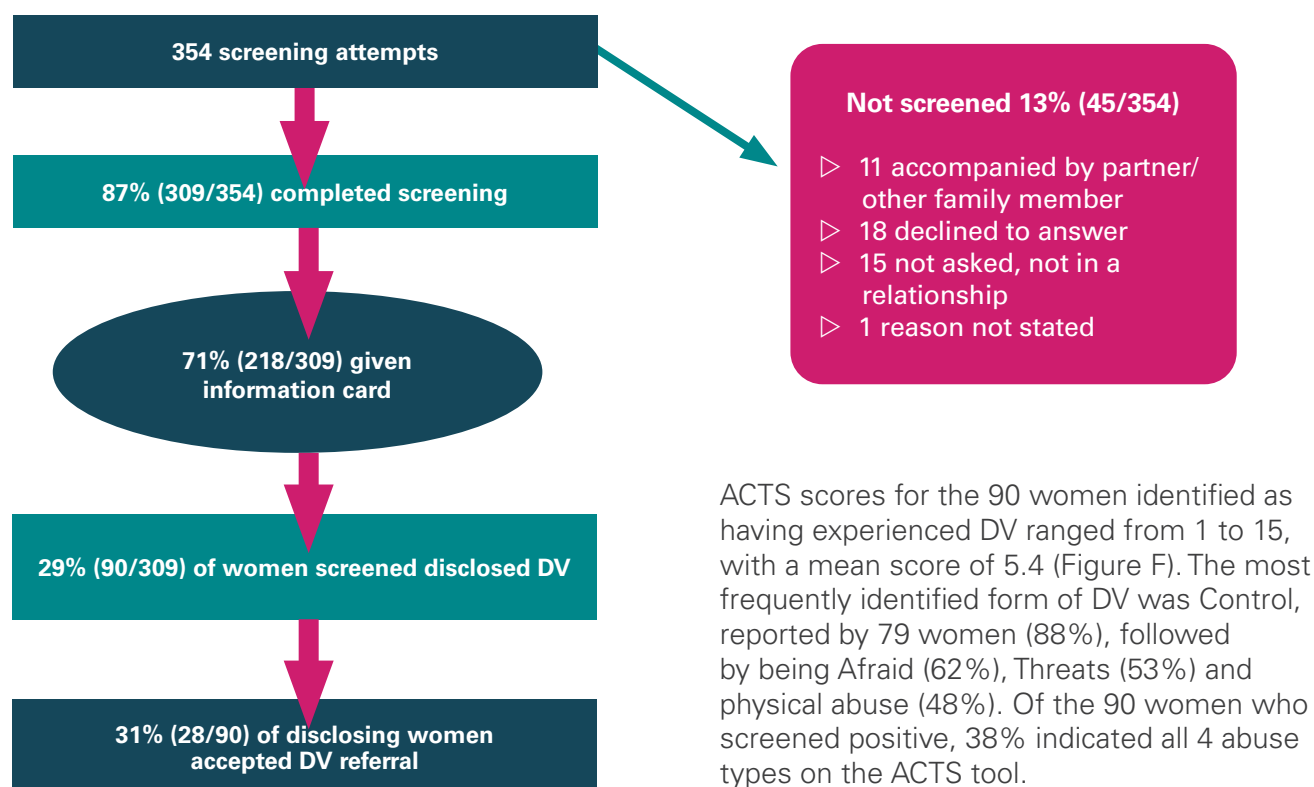 354 screening attempts
87% (309/354) completed screening
71% (218/309) given
information card
29% (90/309) of women screened disclosed DV
31% (28/90) of disclosing women
accepted DV referral
Not screened 13% (45/354)
▷ 11 accompanied by partner/
other family member
▷ 18 declined to answer
▷ 15 not asked, not in a
relationship
▷ 1 reason not stated
ACTS scores for the 90 women identified as
having experienced DV ranged from 1 to 15,
with a mean score of 5.4 (Figure F). The most
frequently identified form of DV was Control,
reported by 79 women (88%), followed
by being Afraid (62%), Threats (53%) and
physical abuse (48%). Of the 90 women who
screened positive, 38% indicated all 4 abuse
types on the ACTS tool.